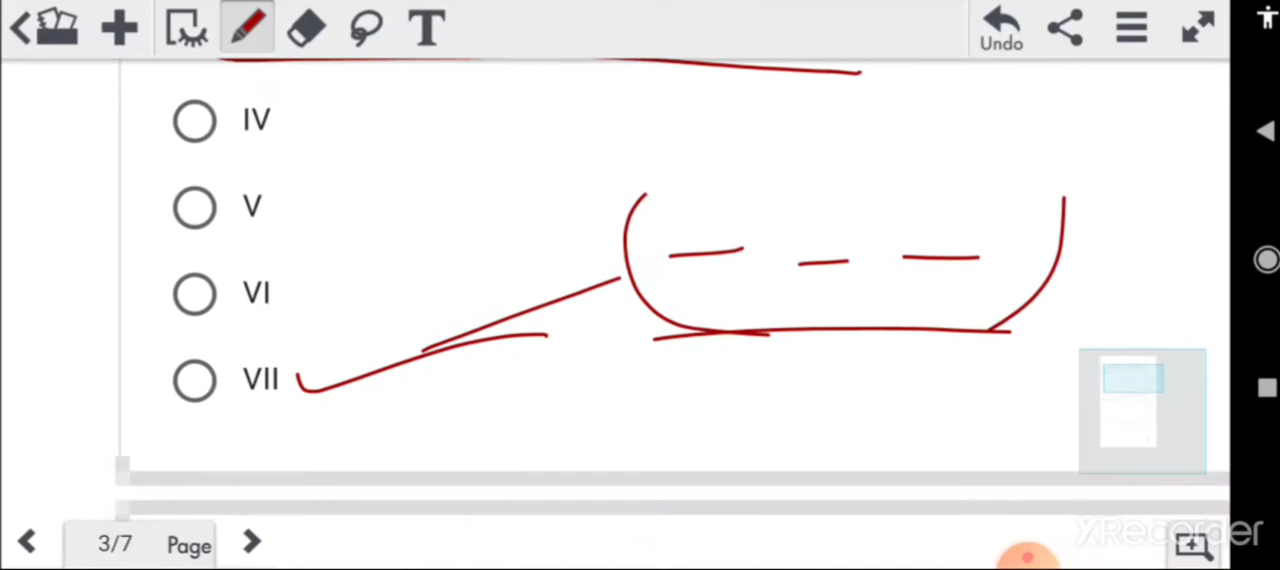 T
Undo
IV
V
VI
VII
3/7 Page
XRecorder